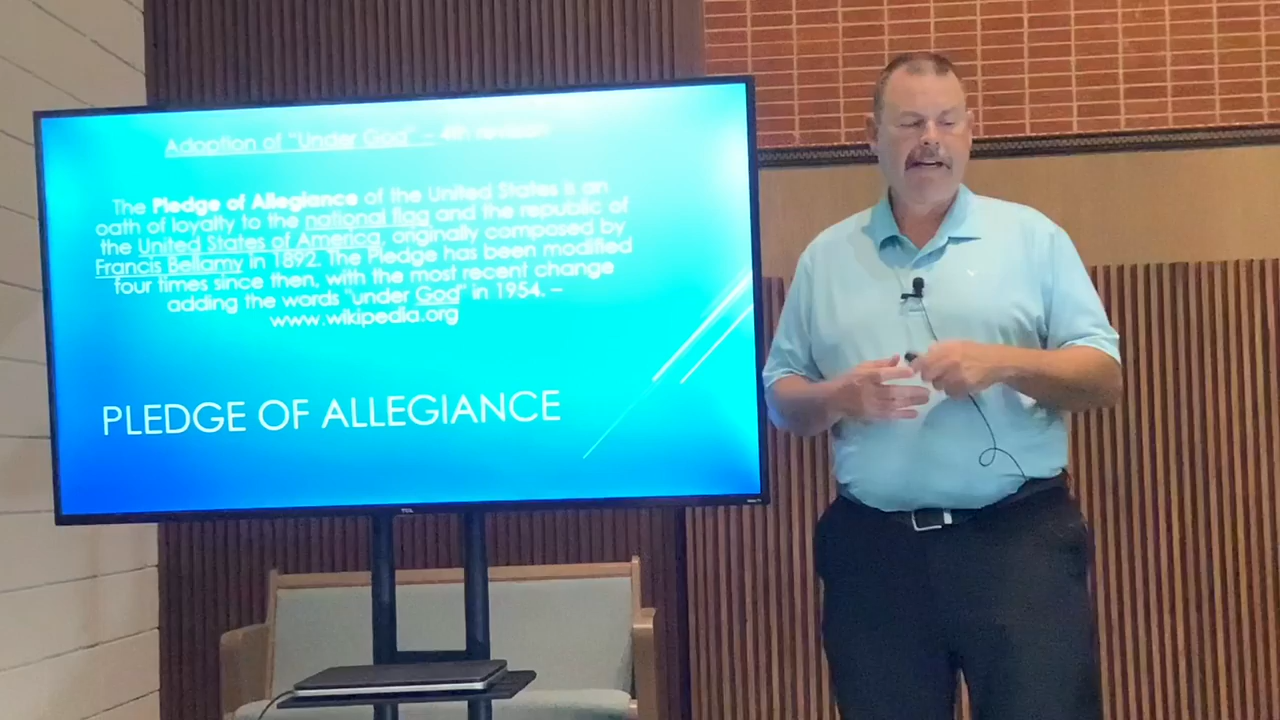 Adoption of "Under God" – 4th revision
The Pledge of Allegiance of the United States is an
oath of loyalty to the national flag and the republic of
the United States of America, originally composed by
Francis Bellamy in 1892. The Pledge has been modified
four times since then, with the most recent change
adding the words "under God" in 1954. –
www.wikipedia.org
PLEDGE OF ALLEGIANCE
TCL